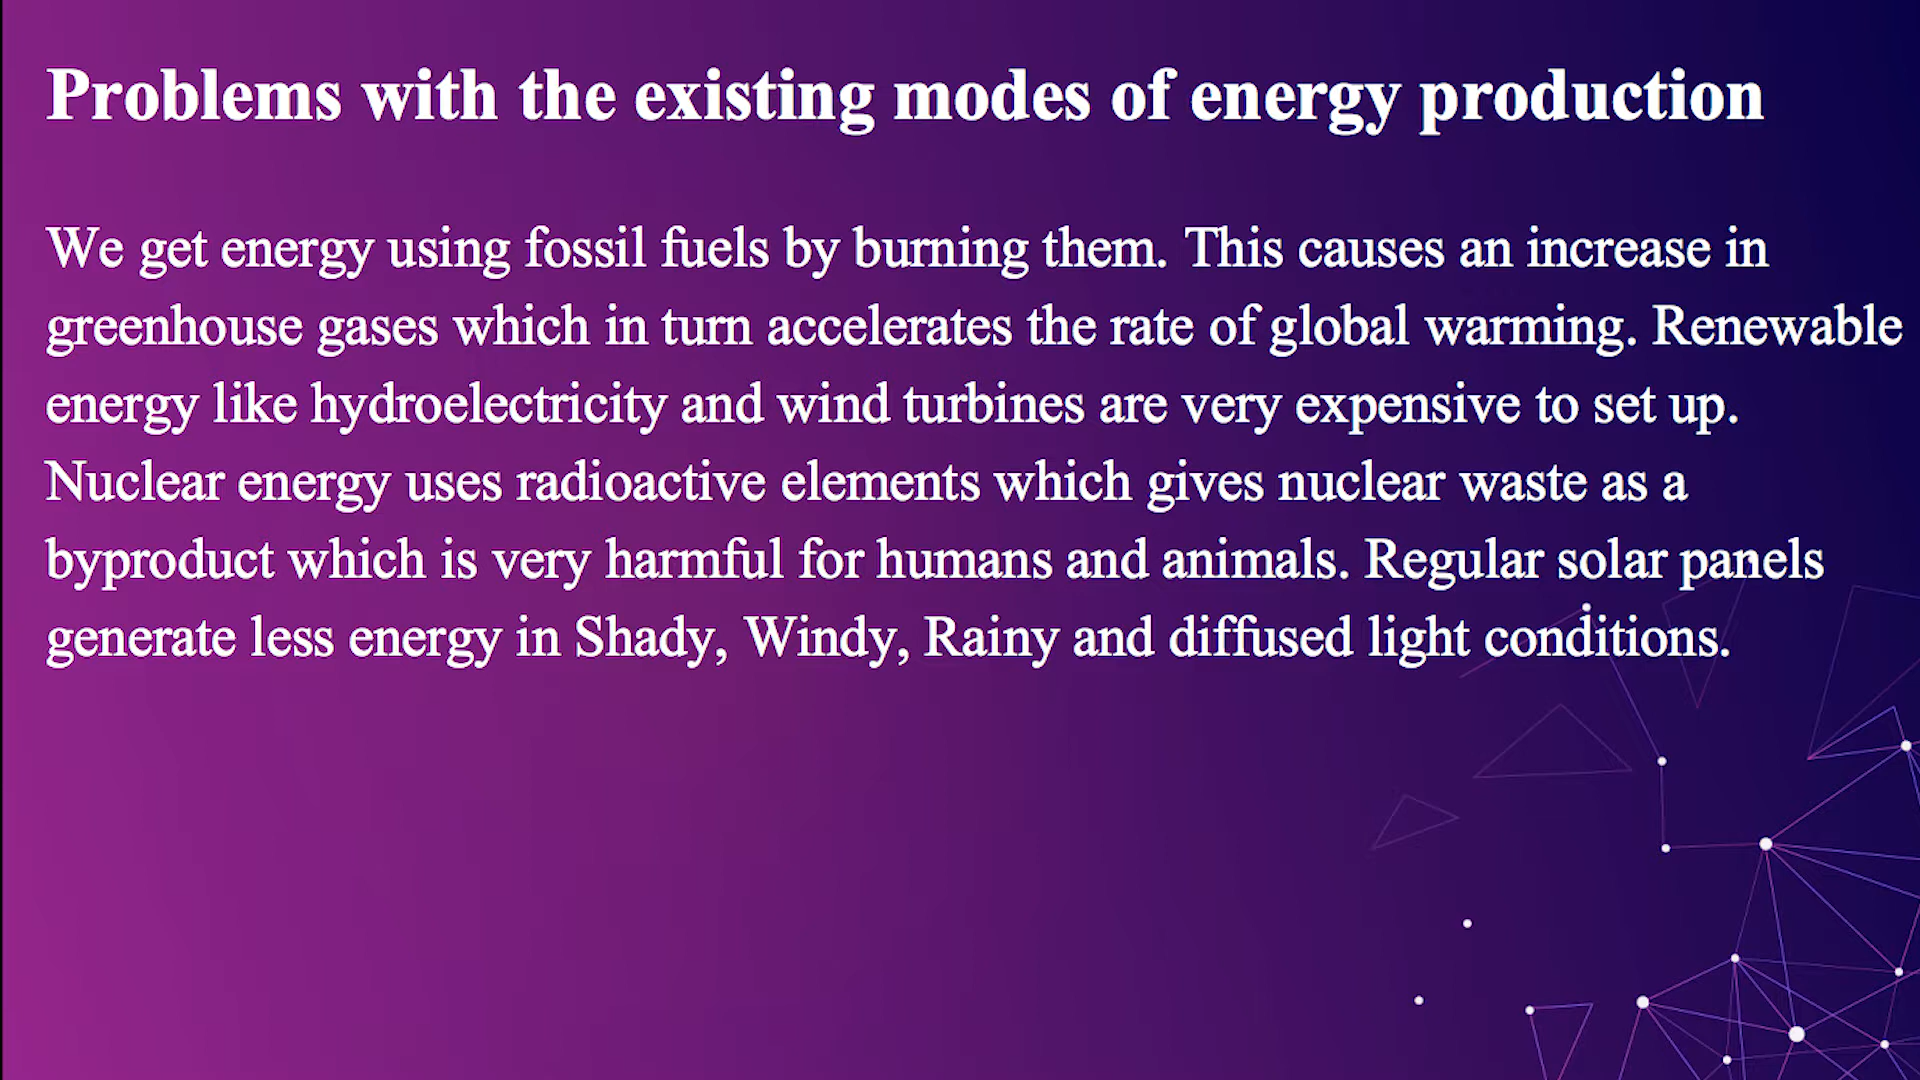 Problems with the existing modes of energy production
We get energy using fossil fuels by burning them. This causes an increase in
greenhouse gases which in turn accelerates the rate of global warming. Renewable
energy like hydroelectricity and wind turbines are very expensive to set up.
Nuclear energy uses radioactive elements which gives nuclear waste as a
byproduct which is very harmful for humans and animals. Regular solar panels
generate less energy in Shady, Windy, Rainy and diffused light conditions.